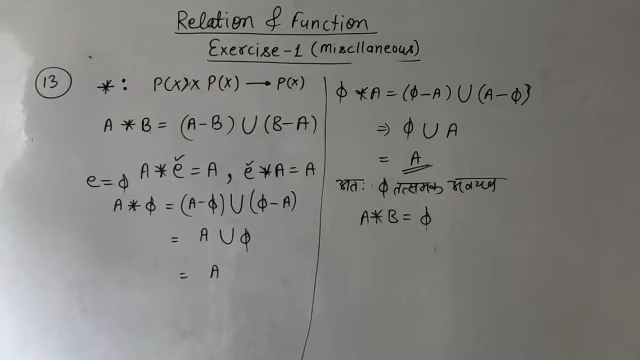 Relation & Function
Exercise-1 (miscllaneous)
13
*: P(X)x P(X) → P(X)
A * B = (A-B) ∪ (B-A)
e=ϕ A*ě = A , ě*A = A
A * ϕ = (A-ϕ) ∪ (ϕ-A)
= A ∪ ϕ
= A
ϕ *A = (ϕ-A) ∪ (A-ϕ)
⇒ ϕ ∪ A
= A
अत: ϕ तत्समक अवयव
A*B = ϕ